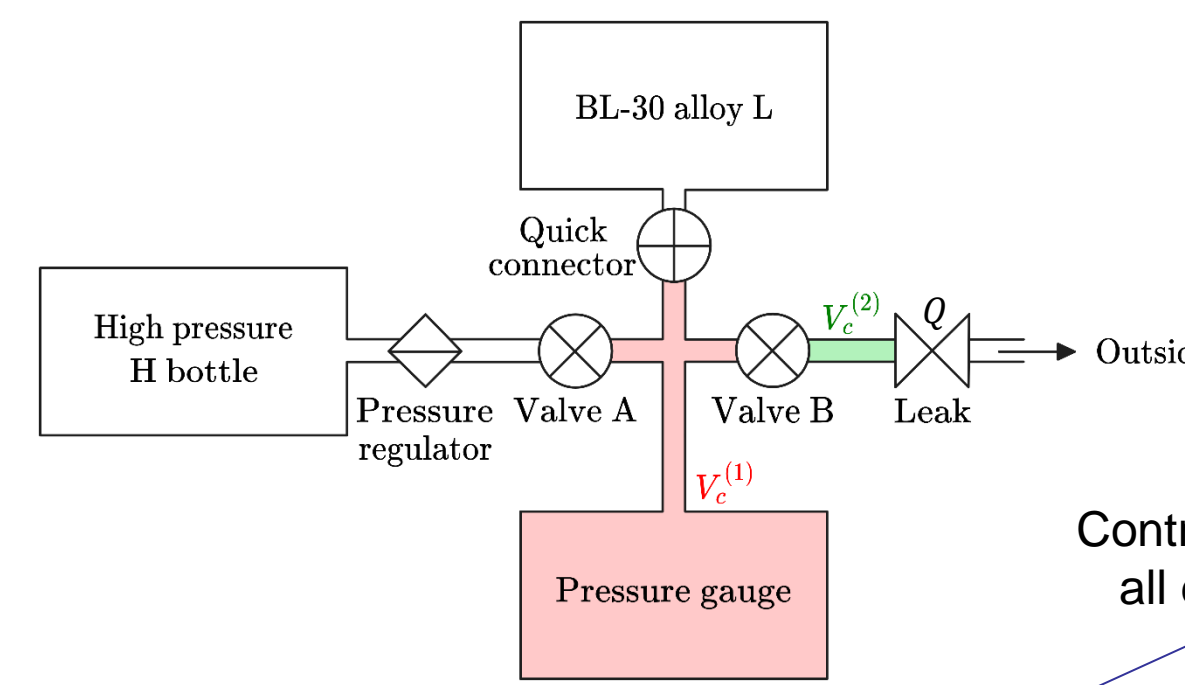 BL-30 alloy L
Quick
connector
High pressure
H bottle
V_c^{(2)}
Q
Pressure
regulator
Valve A
Valve B
Leak
V_c^{(1)}
Pressure gauge
all